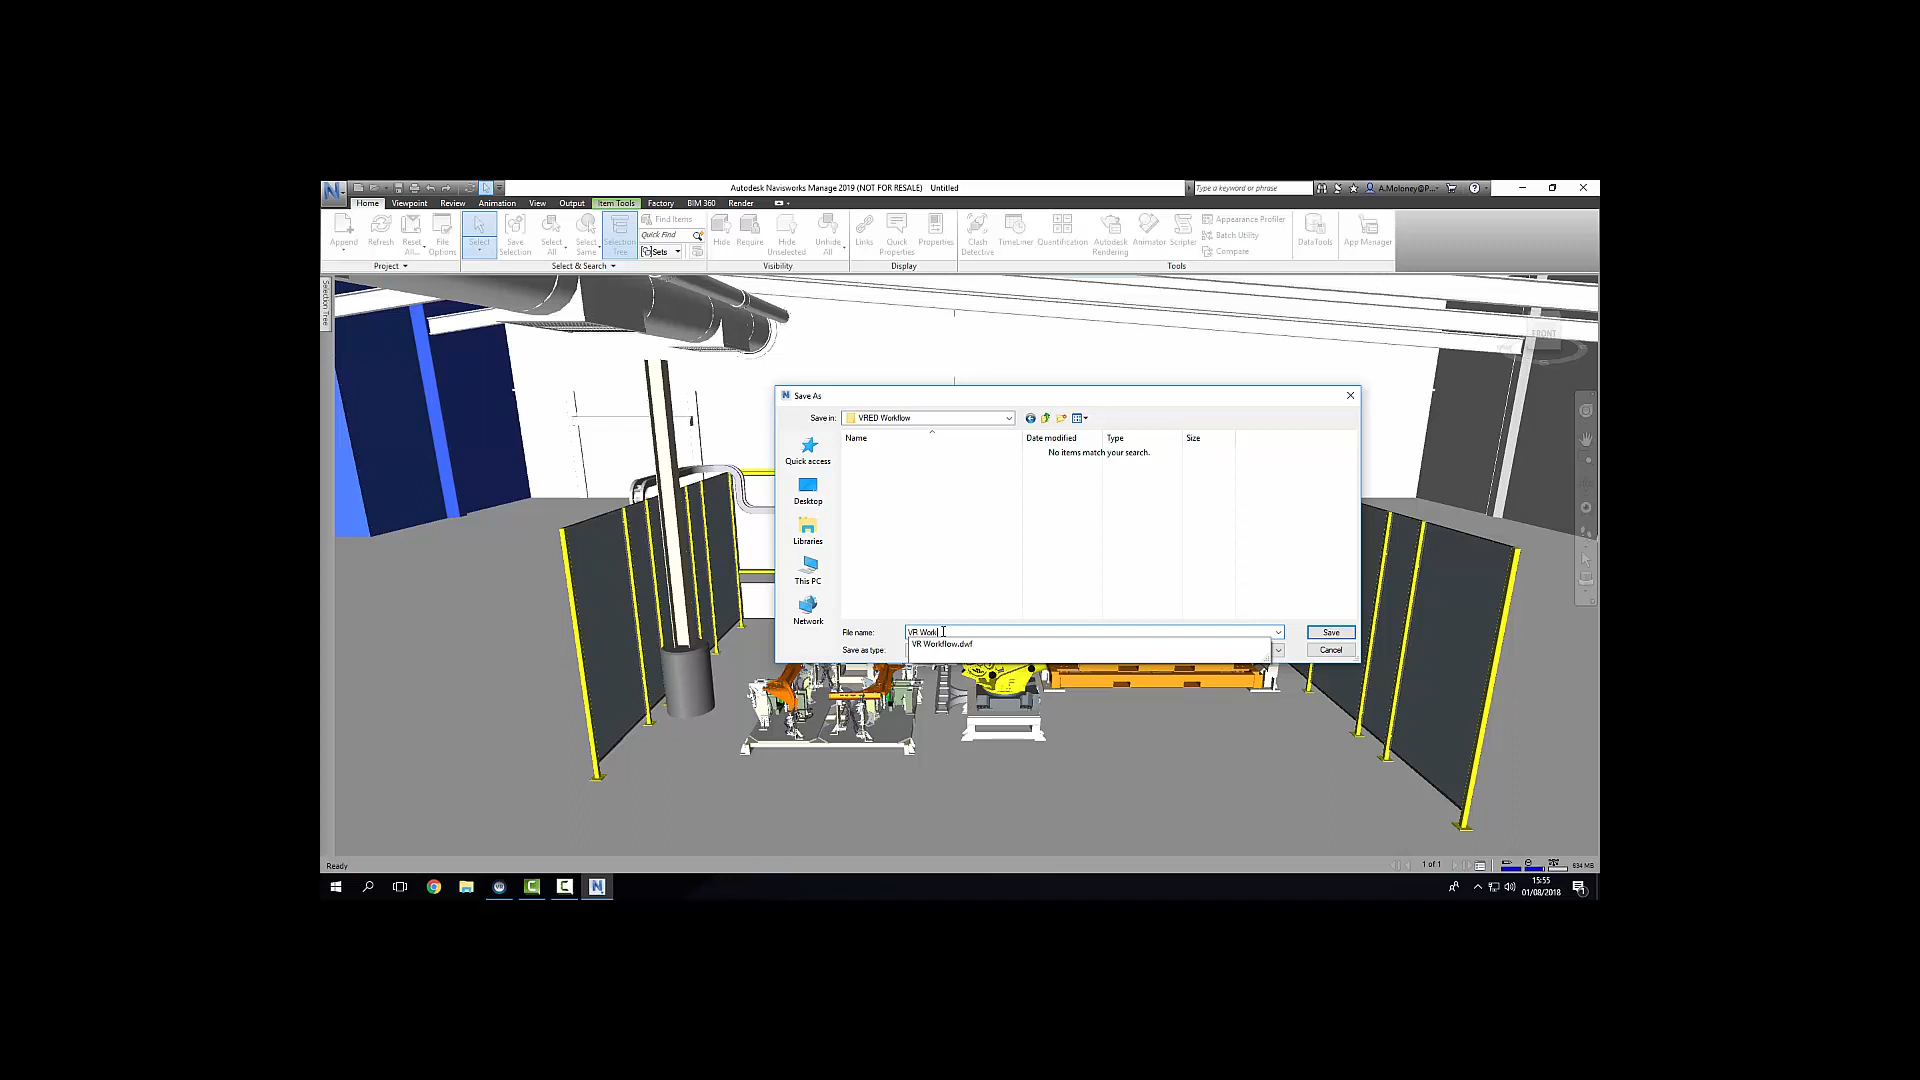 Autodesk Navisworks Manage 2019 (NOT FOR RESALE) Untitled
Type a keyword or phrase
A.Moloney@P...
Home Viewpoint Review Animation View Output Item Tools Factory BIM 360 Render
Append
Refresh
Reset All...
File Options
Select
Save Selection
Select All
Select Same
Selection Tree
Find Items
Quick Find
Sets
Hide
Require
Hide Unselected
Unhide All
Links
Quick Properties
Properties
Clash Detective
TimeLiner
Quantification
Autodesk Rendering
Animator
Scripter
Appearance Profiler
Batch Utility
Compare
DataTools
App Manager
Project
Select & Search
Visibility
Display
Tools
Selection Tree
FRONT
Save As
Save in: VRED Workflow
Name Date modified Type Size
No items match your search.
Quick access
Desktop
Libraries
This PC
Network
File name: VR Work
Save
VR Workflow.dwf
Save as type:
Cancel
Ready
1 of 1
634 MB
15:55
01/08/2018